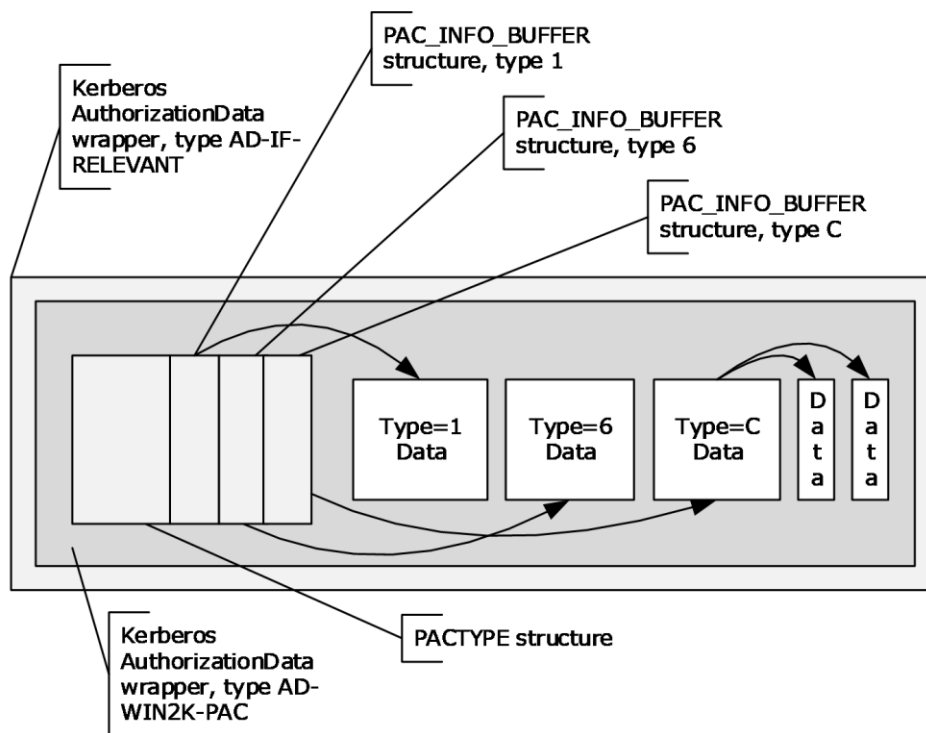 PAC_INFO_BUFFER
structure, type 1
Kerberos
AuthorizationData
wrapper, type AD-IF-
RELEVANT
PAC_INFO_BUFFER
structure, type 6
PAC_INFO_BUFFER
structure, type C
Type=1
Data
Type=6
Data
Type=C
Data
D
a
t
a
D
a
t
a
Kerberos
AuthorizationData
wrapper, type AD-
WIN2K-PAC
PACTYPE structure